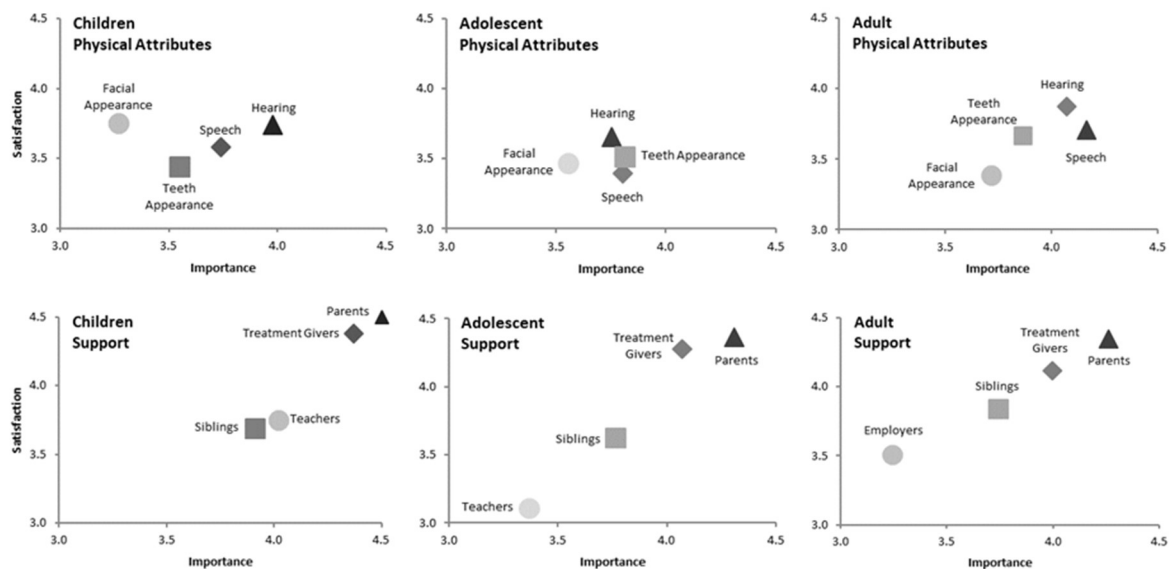 Children
Physical Attributes
4.5
4.0
3.5
3.0
Satisfaction
Facial
Appearance
Hearing
Speech
Teeth
Appearance
3.0
3.5
4.0
4.5
Importance
Adolescent
Physical Attributes
4.5
4.0
3.5
3.0
Hearing
Facial
Appearance
Teeth Appearance
Speech
3.0
3.5
4.0
4.5
Importance
Adult
Physical Attributes
4.5
4.0
3.5
3.0
Hearing
Teeth
Appearance
Speech
Facial
Appearance
3.0
3.5
4.0
4.5
Importance
Children
Support
4.5
4.0
3.5
3.0
Satisfaction
Parents
Treatment Givers
Siblings
Teachers
3.0
3.5
4.0
4.5
Importance
Adolescent
Support
4.5
4.0
3.5
3.0
Treatment
Givers
Parents
Siblings
Teachers
3.0
3.5
4.0
4.5
Importance
Adult
Support
4.5
4.0
3.5
3.0
Treatment
Givers
Parents
Siblings
Employers
3.0
3.5
4.0
4.5
Importance